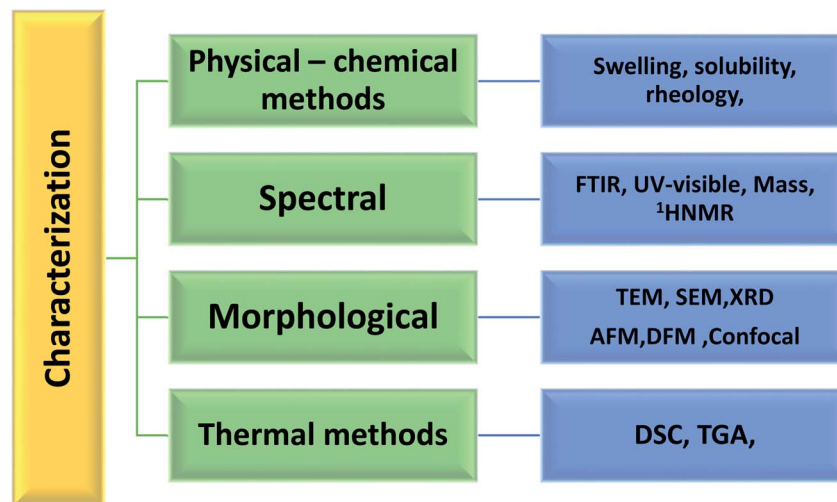 Characterization
Physical – chemical
methods
Swelling, solubility,
rheology,
Spectral
FTIR, UV-visible, Mass,
¹HNMR
Morphological
TEM, SEM,XRD
AFM,DFM ,Confocal
Thermal methods
DSC, TGA,